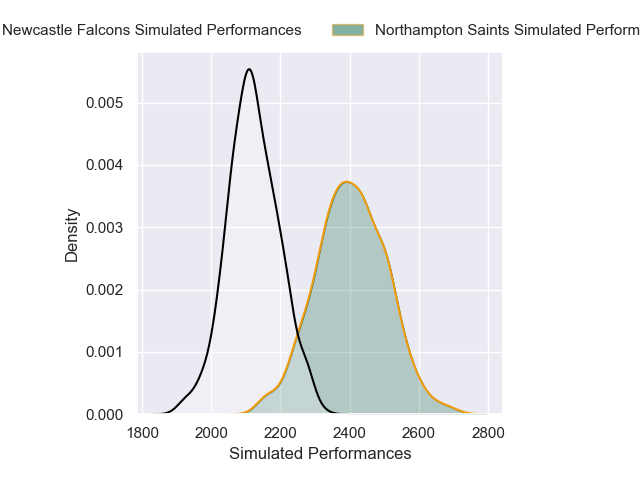 Newcastle Falcons Simulated Performances
Northampton Saints Simulated Perform
0.005
0.004
0.003
0.002
0.001
0.000
Density
1800 2000 2200 2400 2600 2800
Simulated Performances